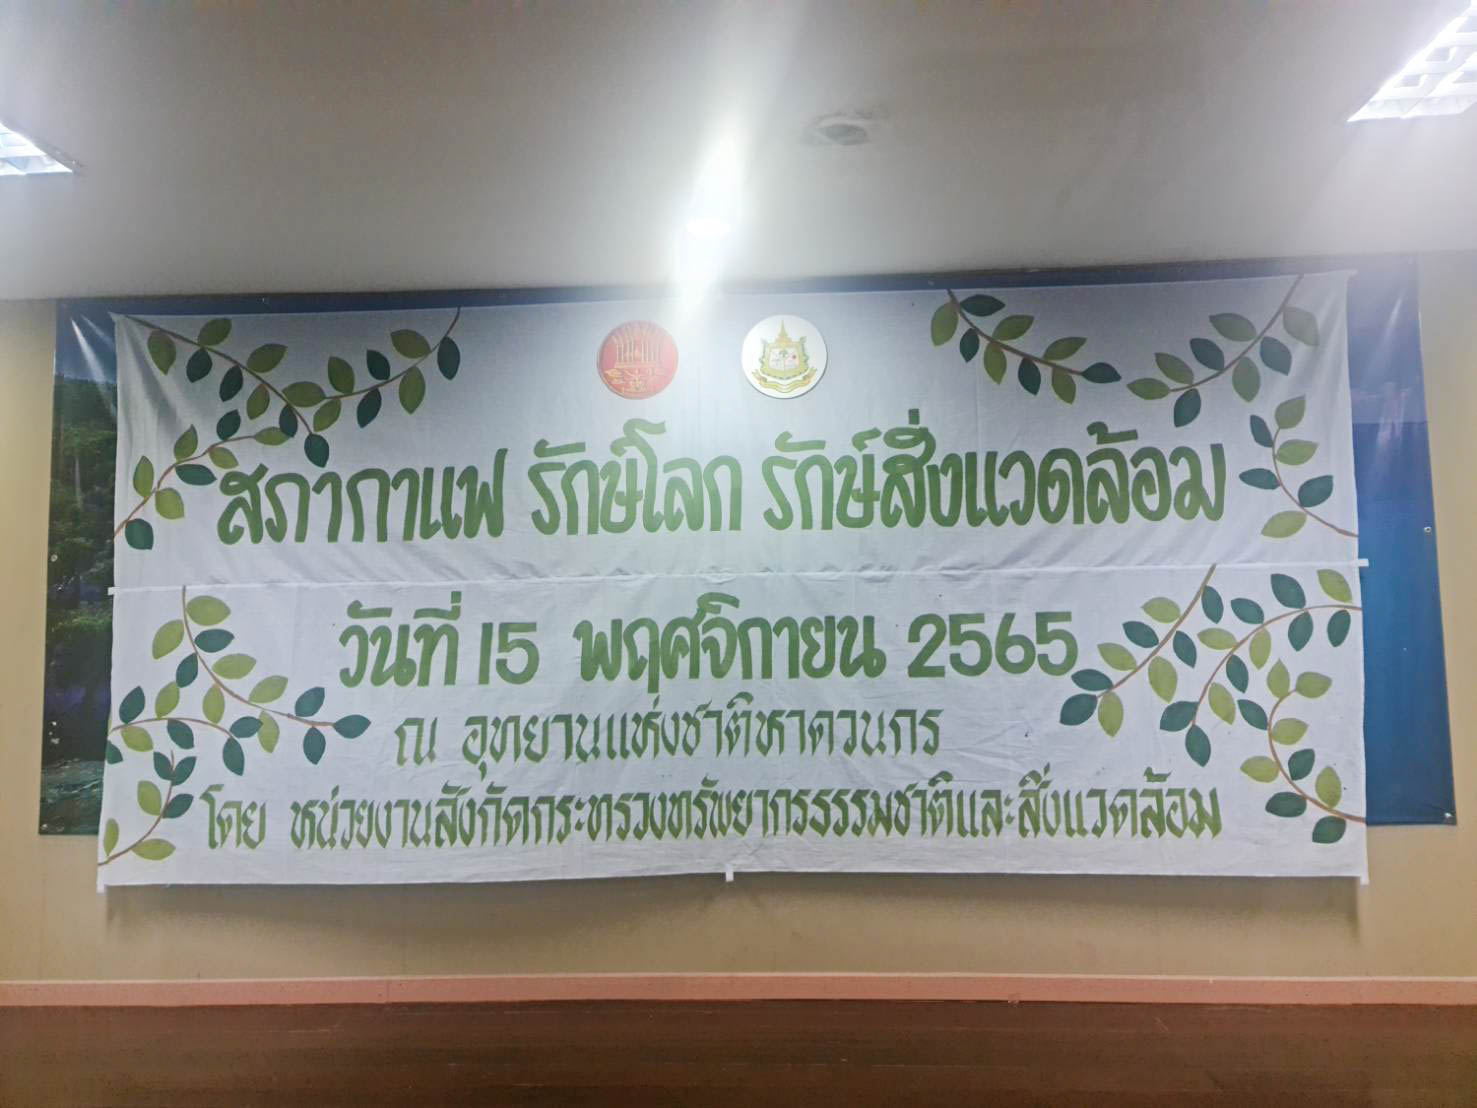 สภากาแฟ รักษ์โลก รักษ์สิ่งแวดล้อม
วันที่ 15 พฤศจิกายน 2565
ณ อุทยานแห่งชาติหาดวนกร
โดย หน่วยงานสังกัดกระทรวงทรัพยากรธรรมชาติและสิ่งแวดล้อม